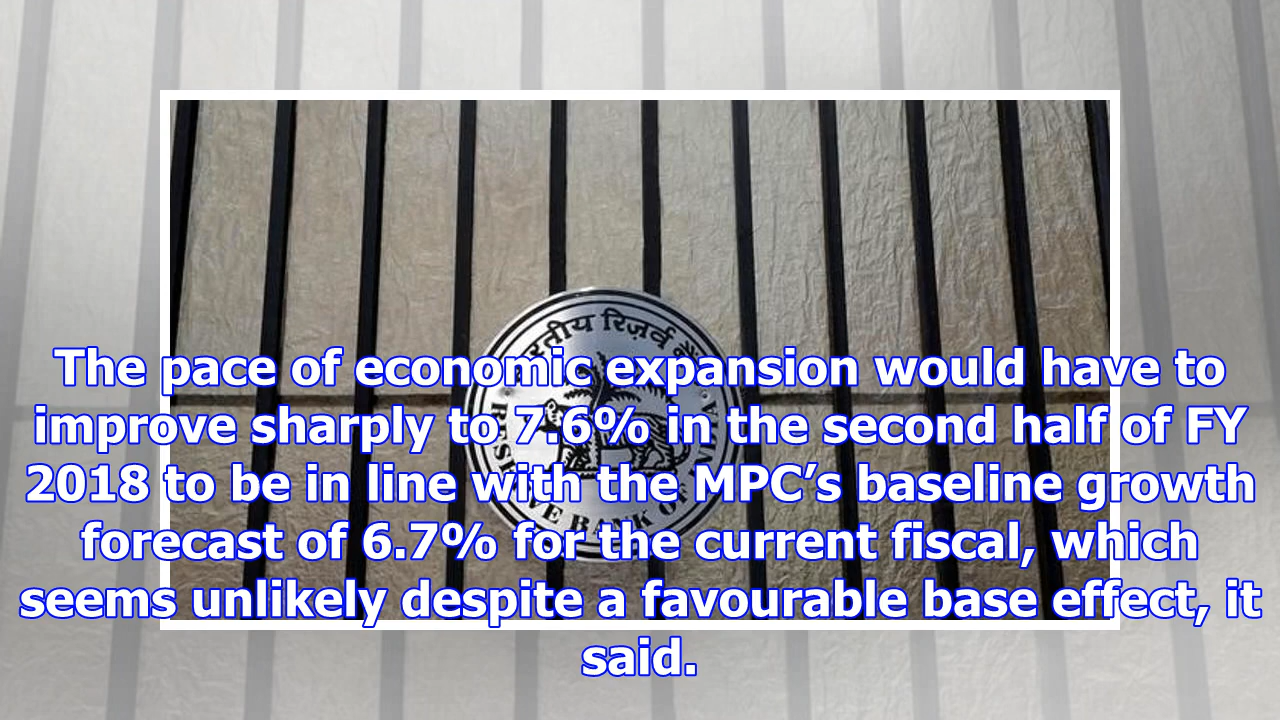 रिज़र्व
The pace of economic expansion would have to
improve sharply to 7.6% in the second half of FY
2018 to be in line with the MPC’s baseline growth
forecast of 6.7% for the current fiscal, which
seems unlikely despite a favourable base effect, it
said.